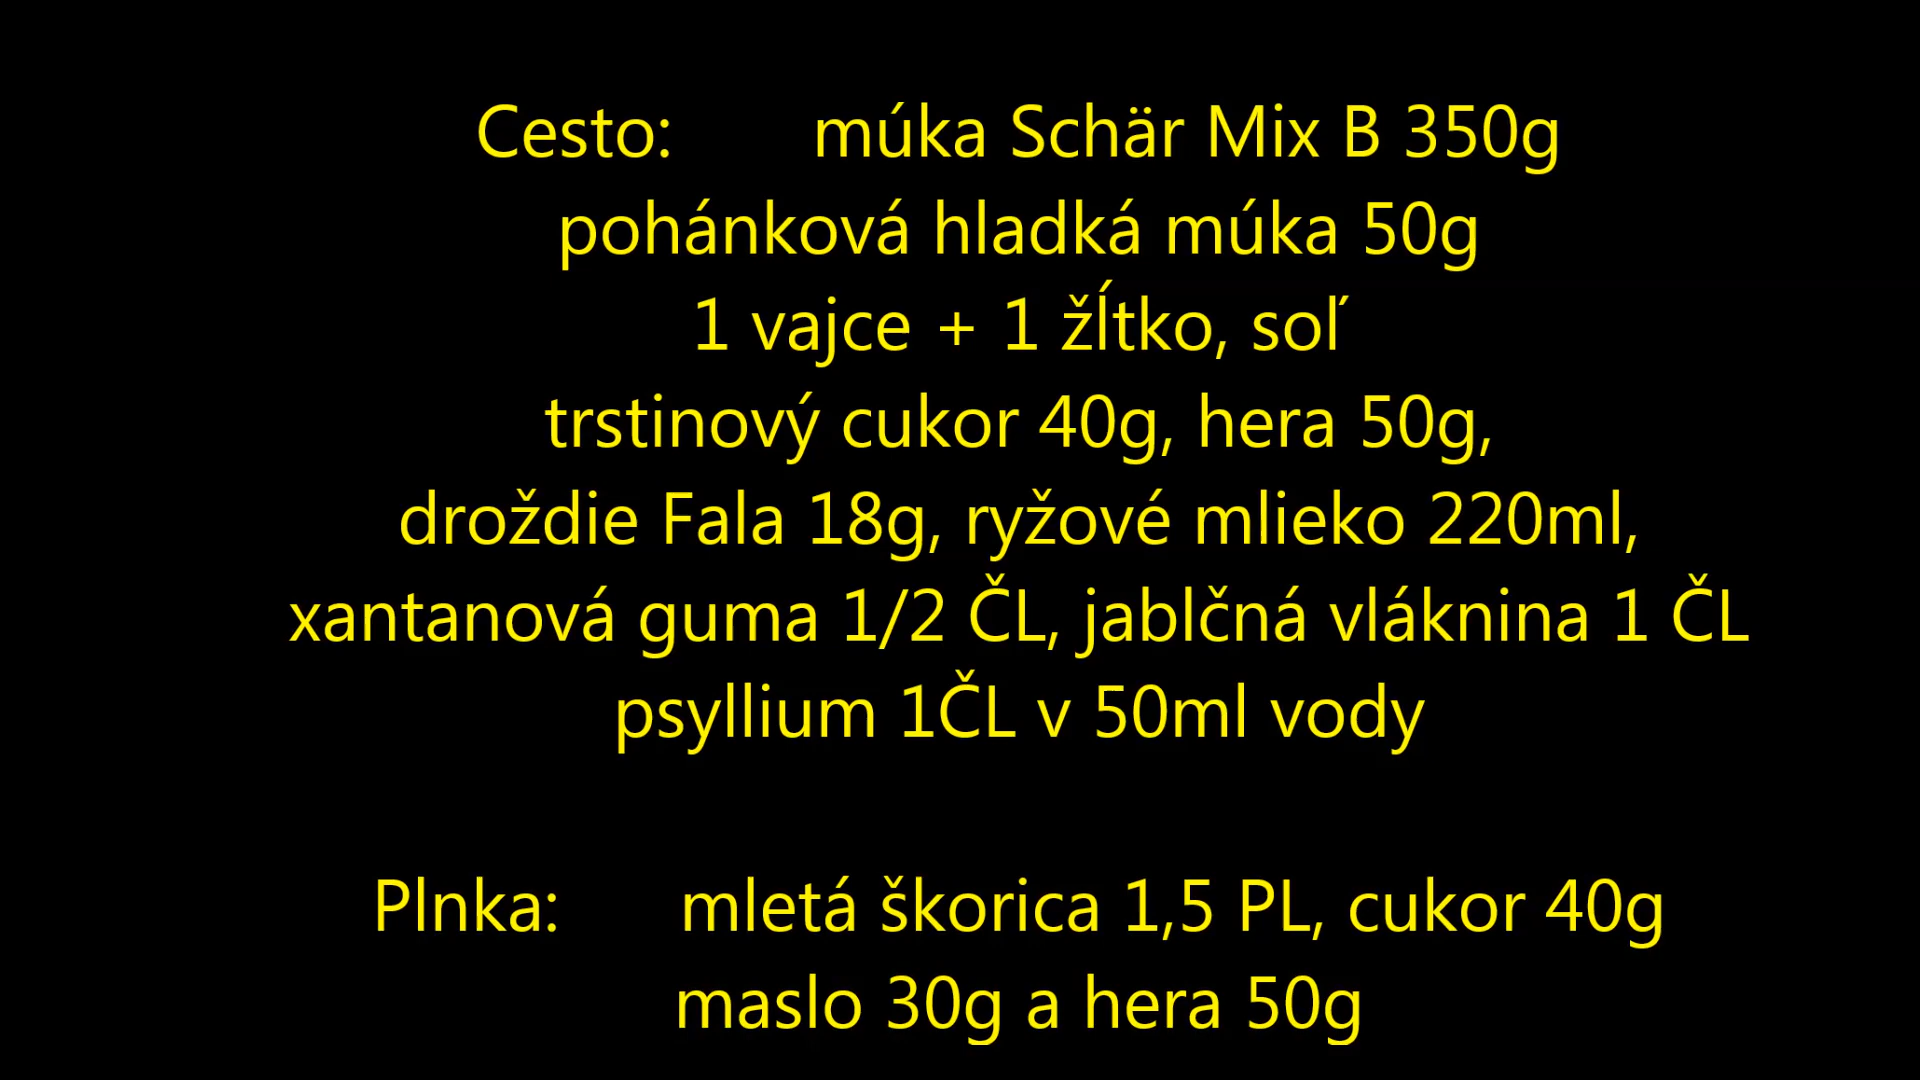 Cesto: múka Schär Mix B 350g
pohánková hladká múka 50g
1 vajce + 1 žĺtko, soľ
trstinový cukor 40g, hera 50g,
droždie Fala 18g, ryžové mlieko 220ml,
xantanová guma 1/2 ČL, jablčná vláknina 1 ČL
psyllium 1ČL v 50ml vody
Plnka: mletá škorica 1,5 PL, cukor 40g
maslo 30g a hera 50g